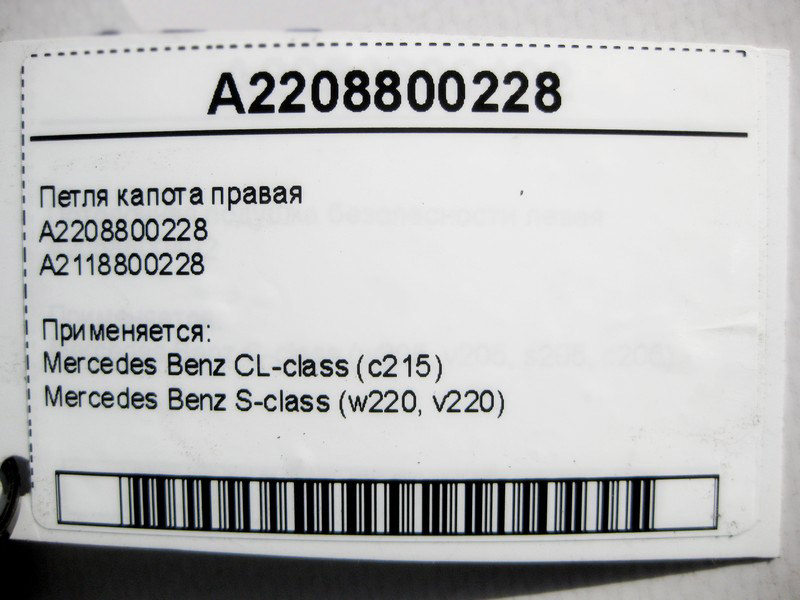 A2208800228
Петля капота правая
A2208800228
A2118800228
Применяется:
Mercedes Benz CL-class (c215)
Mercedes Benz S-class (w220, v220)